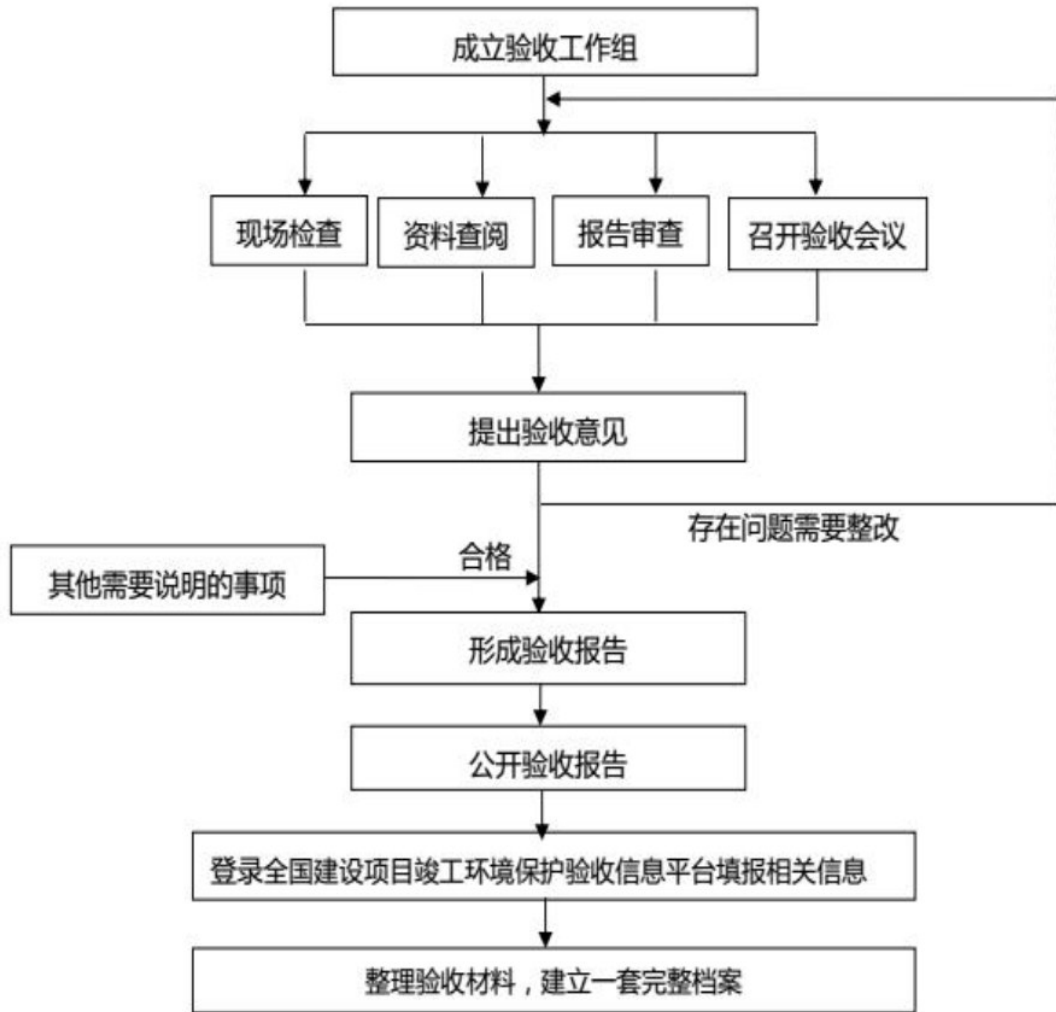 成立验收工作组
现场检查
资料查阅
报告审查
召开验收会议
提出验收意见
存在问题需要整改
合格
其他需要说明的事项
形成验收报告
公开验收报告
登录全国建设项目竣工环境保护验收信息平台填报相关信息
整理验收材料，建立一套完整档案